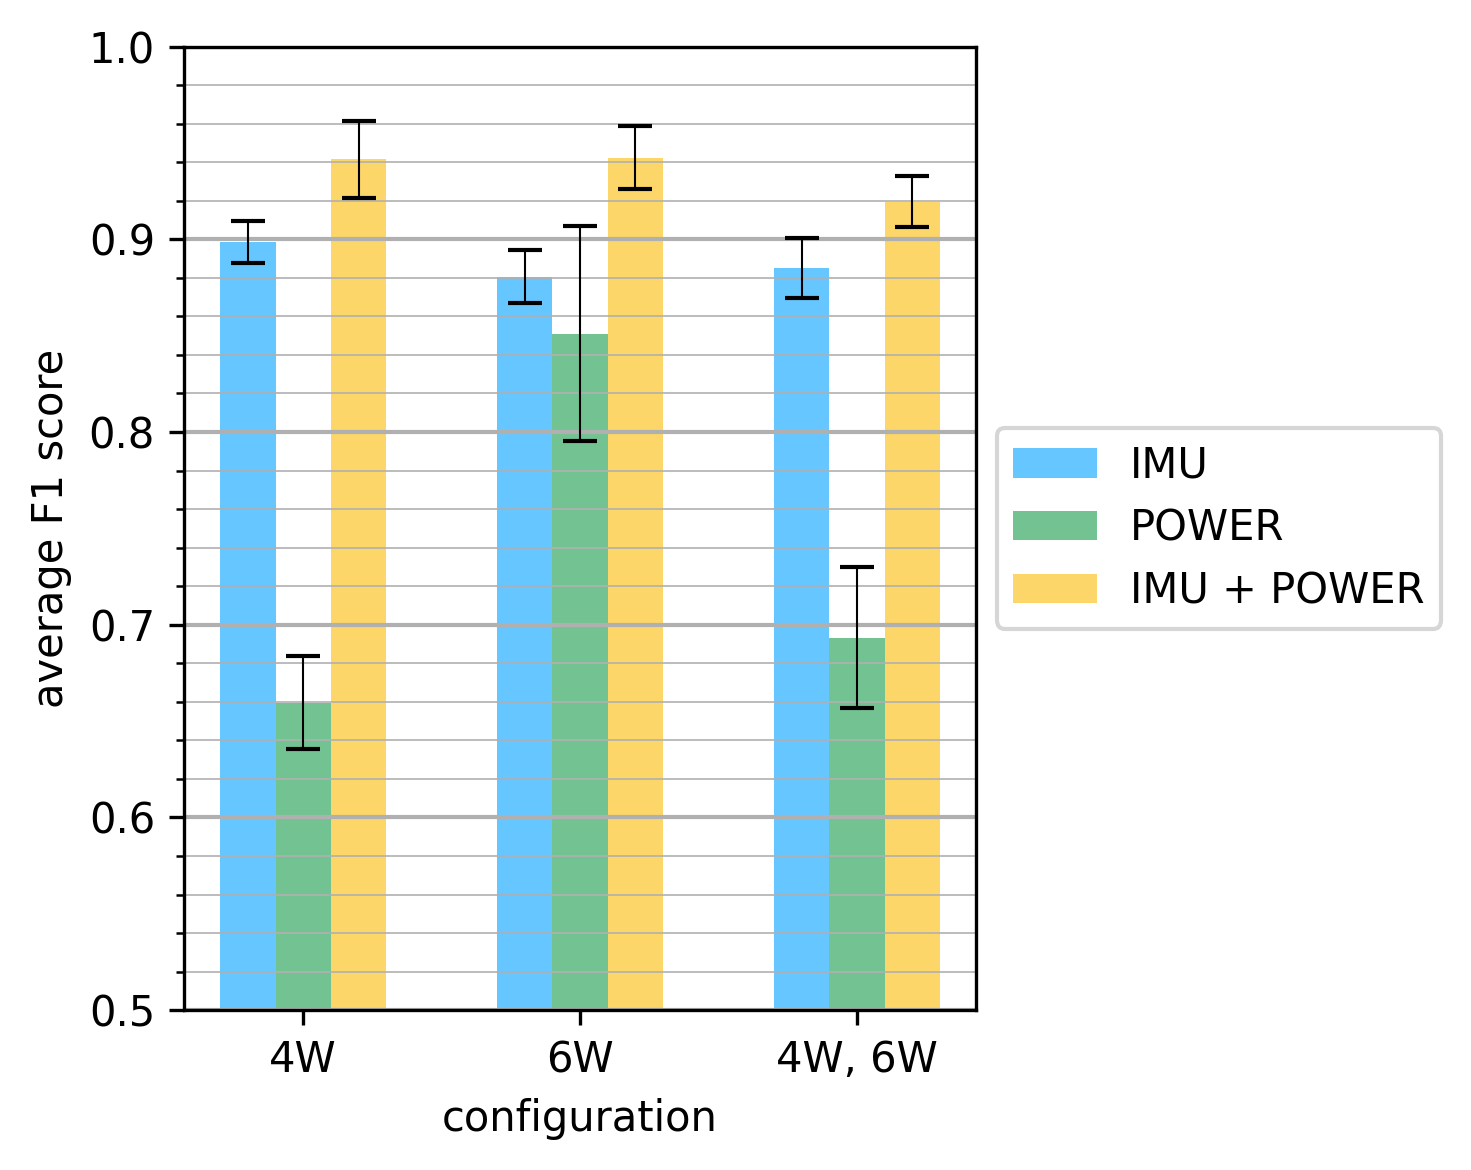 1.0
0.9
0.8
0.7
0.6
0.5
average F1 score
4W
6W
4W, 6W
configuration
IMU
POWER
IMU + POWER